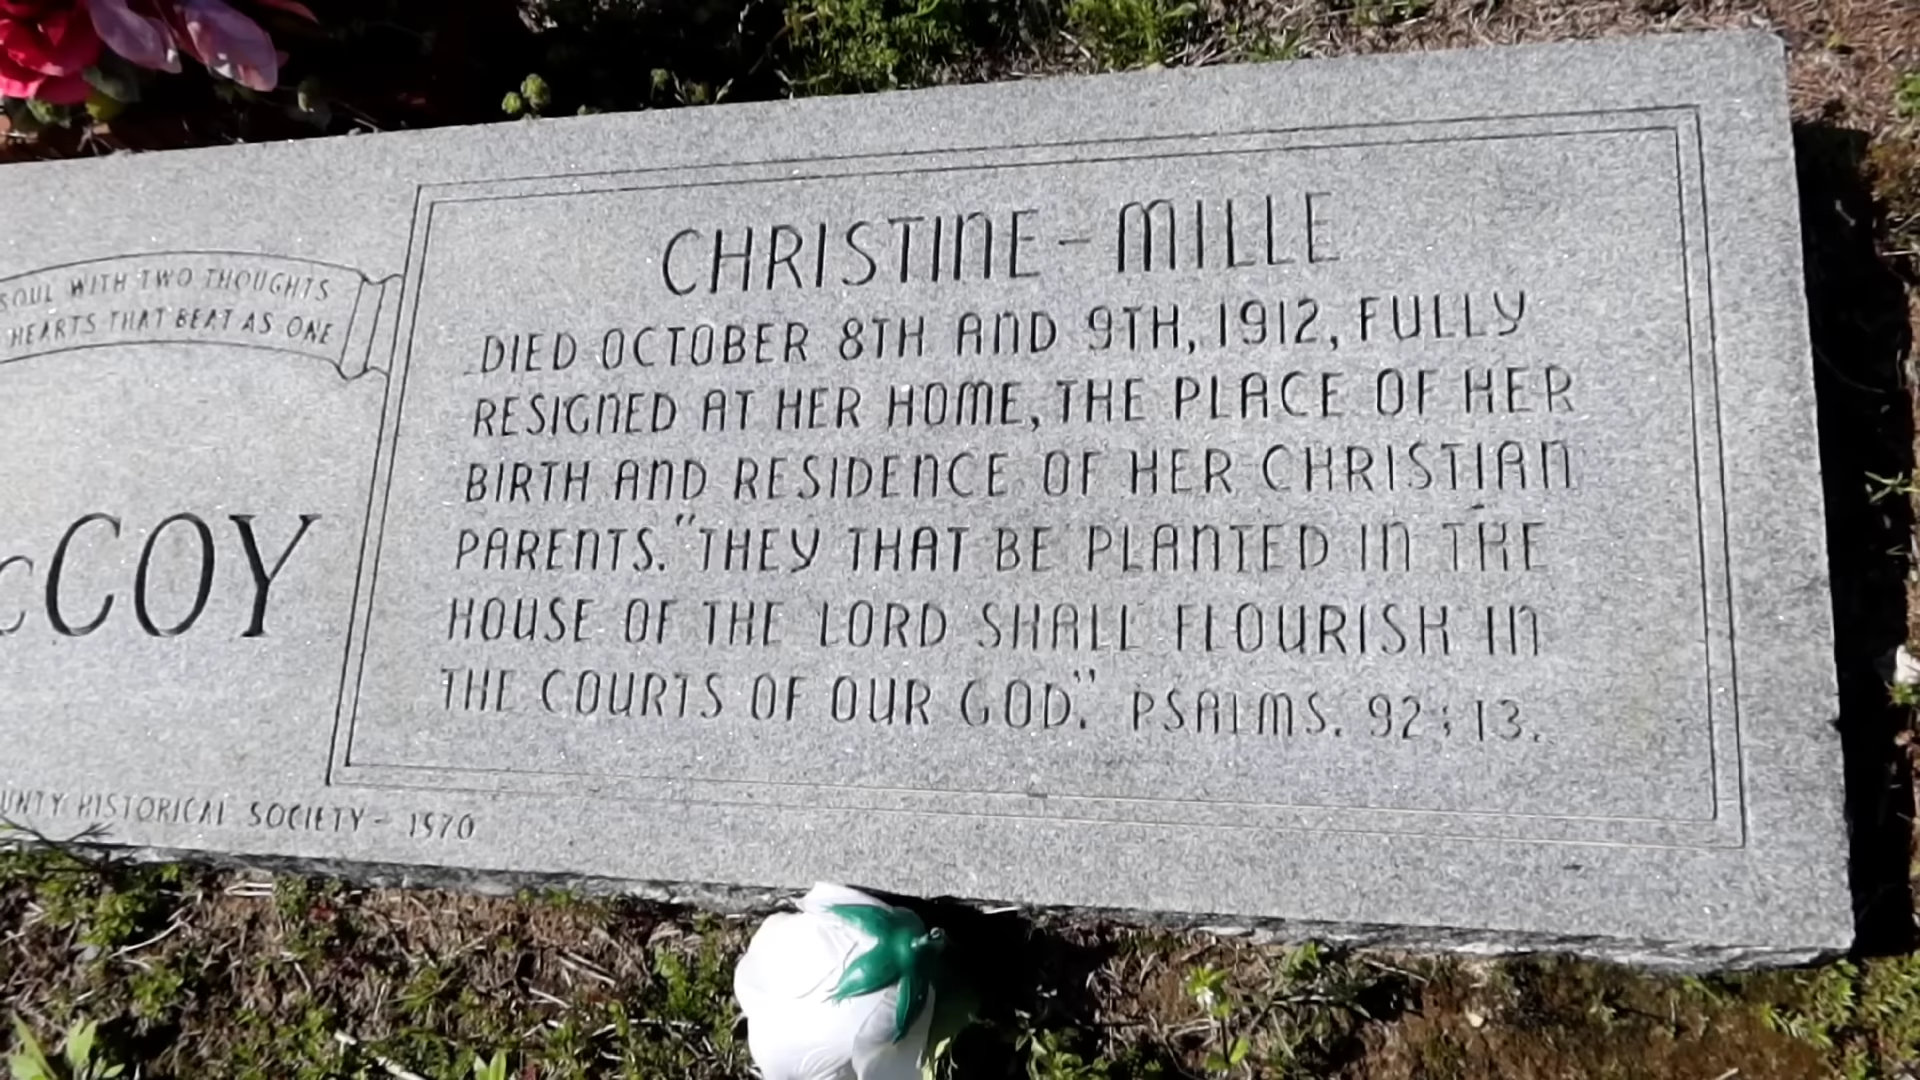 SOUL WITH TWO THOUGHTS
HEARTS THAT BEAT AS ONE
cCOY
CHRISTINE-MILLE
DIED OCTOBER 8TH AND 9TH, 1912, FULLY
RESIGNED AT HER HOME, THE PLACE OF HER
BIRTH AND RESIDENCE OF HER CHRISTIAN
PARENTS. "THEY THAT BE PLANTED IN THE
HOUSE OF THE LORD SHALL FLOURISH IN
THE COURTS OF OUR GOD." PSALMS. 92:13.
UNTY HISTORICAL SOCIETY - 1970